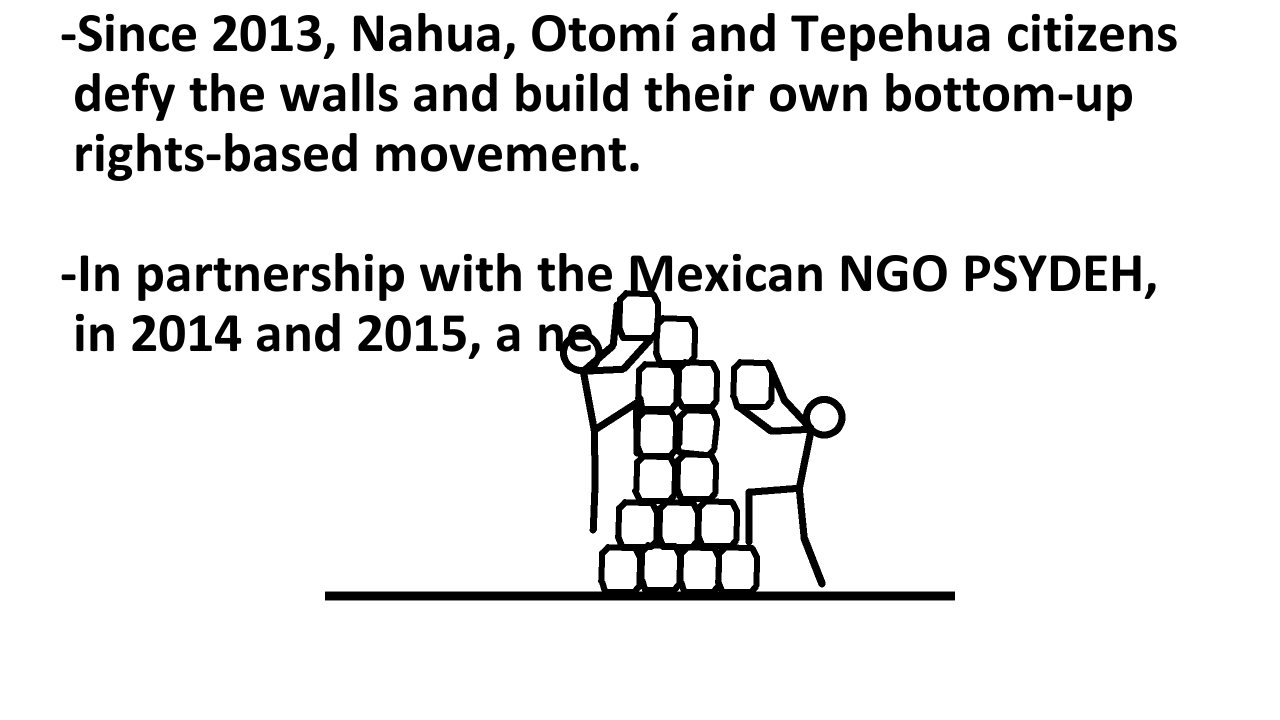 -Since 2013, Nahua, Otomí and Tepehua citizens
defy the walls and build their own bottom-up
rights-based movement.
-In partnership with the Mexican NGO PSYDEH,
in 2014 and 2015, a ne